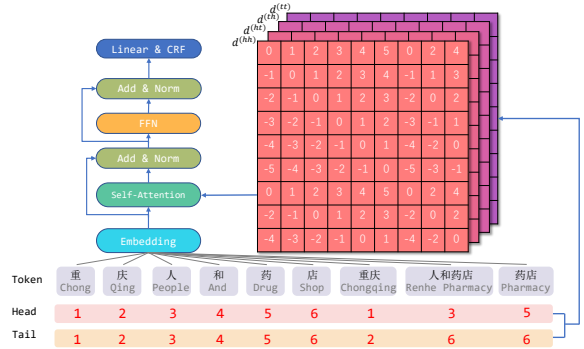 d(tt)
d(th)
d(ht)
d(hh)
Linear & CRF
Add & Norm
FFN
Add & Norm
Self-Attention
Embedding
0 1 2 3 4 5 0 2 4
-1 0 1 2 3 4 -1 1 3
-2 -1 0 1 2 3 -2 0 2
-3 -2 -1 0 1 2 -3 -1 1
-4 -3 -2 -1 0 1 -4 -2 0
-5 -4 -3 -2 -1 0 -5 -3 -1
0 1 2 3 4 5 0 2 4
-2 -1 0 1 2 3 -2 0 2
-4 -3 -2 -1 0 1 -4 -2 0
Token 重 庆 人 和 药 店 重庆 人和药店 药店
Chong Qing People And Drug Shop Chongqing Renhe Pharmacy Pharmacy
Head 1 2 3 4 5 6 1 3 5
Tail 1 2 3 4 5 6 2 6 6